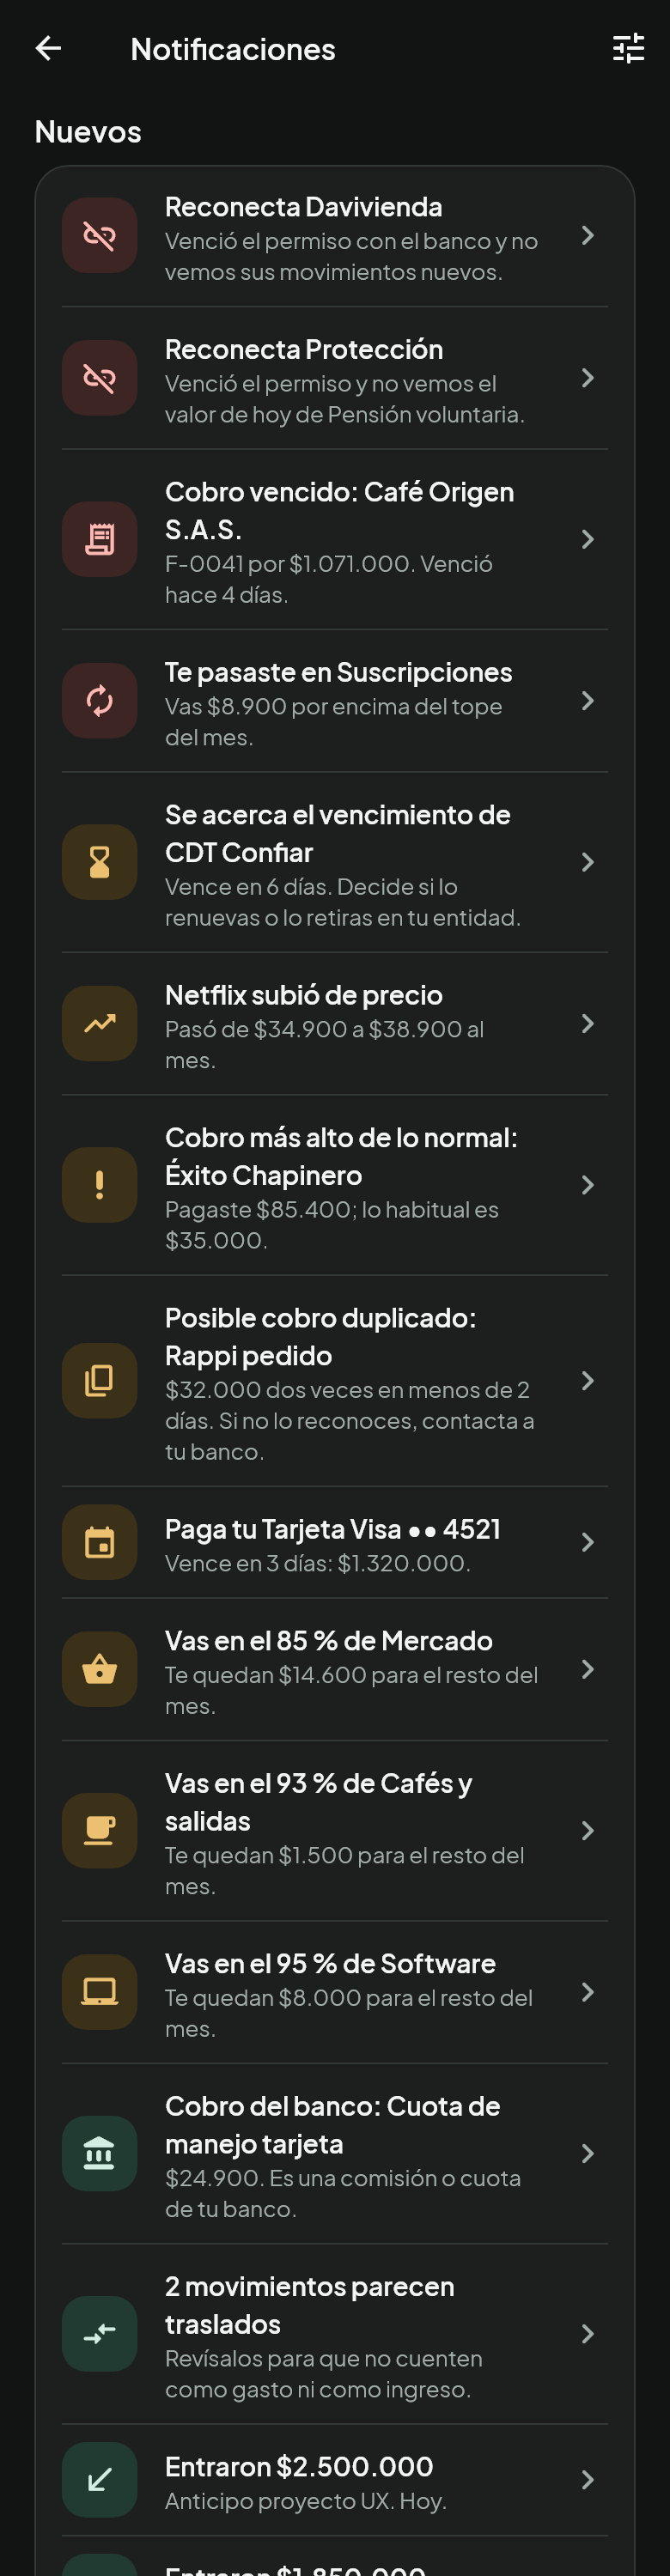 Notificaciones
Nuevos
Reconecta Davivienda
Venció el permiso con el banco y no
vemos sus movimientos nuevos.
Reconecta Protección
Venció el permiso y no vemos el
valor de hoy de Pensión voluntaria.
Cobro vencido: Café Origen
S.A.S.
F-0041 por $1.071.000. Venció
hace 4 días.
Te pasaste en Suscripciones
Vas $8.900 por encima del tope
del mes.
Se acerca el vencimiento de
CDT Confiar
Vence en 6 días. Decide si lo
renuevas o lo retiras en tu entidad.
Netflix subió de precio
Pasó de $34.900 a $38.900 al
mes.
Cobro más alto de lo normal:
Éxito Chapinero
Pagaste $85.400; lo habitual es
$35.000.
Posible cobro duplicado:
Rappi pedido
$32.000 dos veces en menos de 2
días. Si no lo reconoces, contacta a
tu banco.
Paga tu Tarjeta Visa •• 4521
Vence en 3 días: $1.320.000.
Vas en el 85 % de Mercado
Te quedan $14.600 para el resto del
mes.
Vas en el 93 % de Cafés y
salidas
Te quedan $1.500 para el resto del
mes.
Vas en el 95 % de Software
Te quedan $8.000 para el resto del
mes.
Cobro del banco: Cuota de
manejo tarjeta
$24.900. Es una comisión o cuota
de tu banco.
2 movimientos parecen
traslados
Revísalos para que no cuenten
como gasto ni como ingreso.
Entraron $2.500.000
Anticipo proyecto UX. Hoy.
Entraron $1.850.000